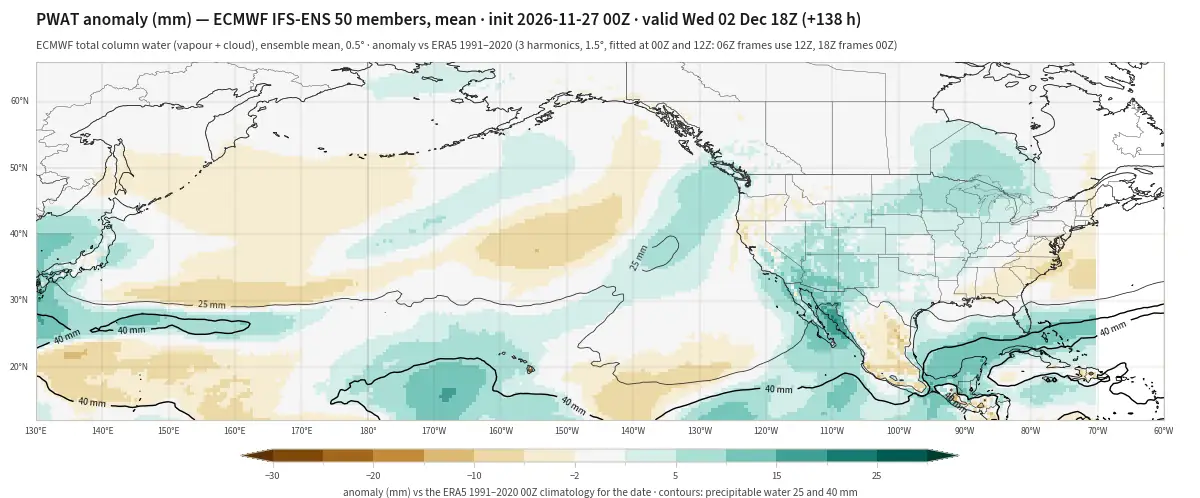 PWAT anomaly (mm) — ECMWF IFS-ENS 50 members, mean · init 2026-11-27 00Z · valid Wed 02 Dec 18Z (+138 h)
ECMWF total column water (vapour + cloud), ensemble mean, 0.5° · anomaly vs ERA5 1991–2020 (3 harmonics, 1.5°, fitted at 00Z and 12Z: 06Z frames use 12Z, 18Z frames 00Z)
60°N
50°N
40°N
30°N
20°N
25 mm
25 mm
40 mm
40 mm
40 mm
40 mm
40 mm
40 mm
40 mm
130°E 140°E 150°E 160°E 170°E 180° 170°W 160°W 150°W 140°W 130°W 120°W 110°W 100°W 90°W 80°W 70°W 60°W
−30 −20 −10 −2 5 15 25
anomaly (mm) vs the ERA5 1991–2020 00Z climatology for the date · contours: precipitable water 25 and 40 mm